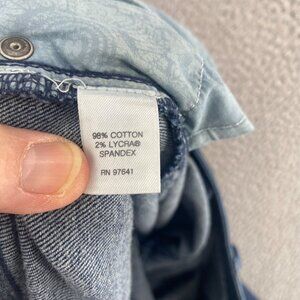 98% COTTON
2% LYCRA®
SPANDEX
RN 97641